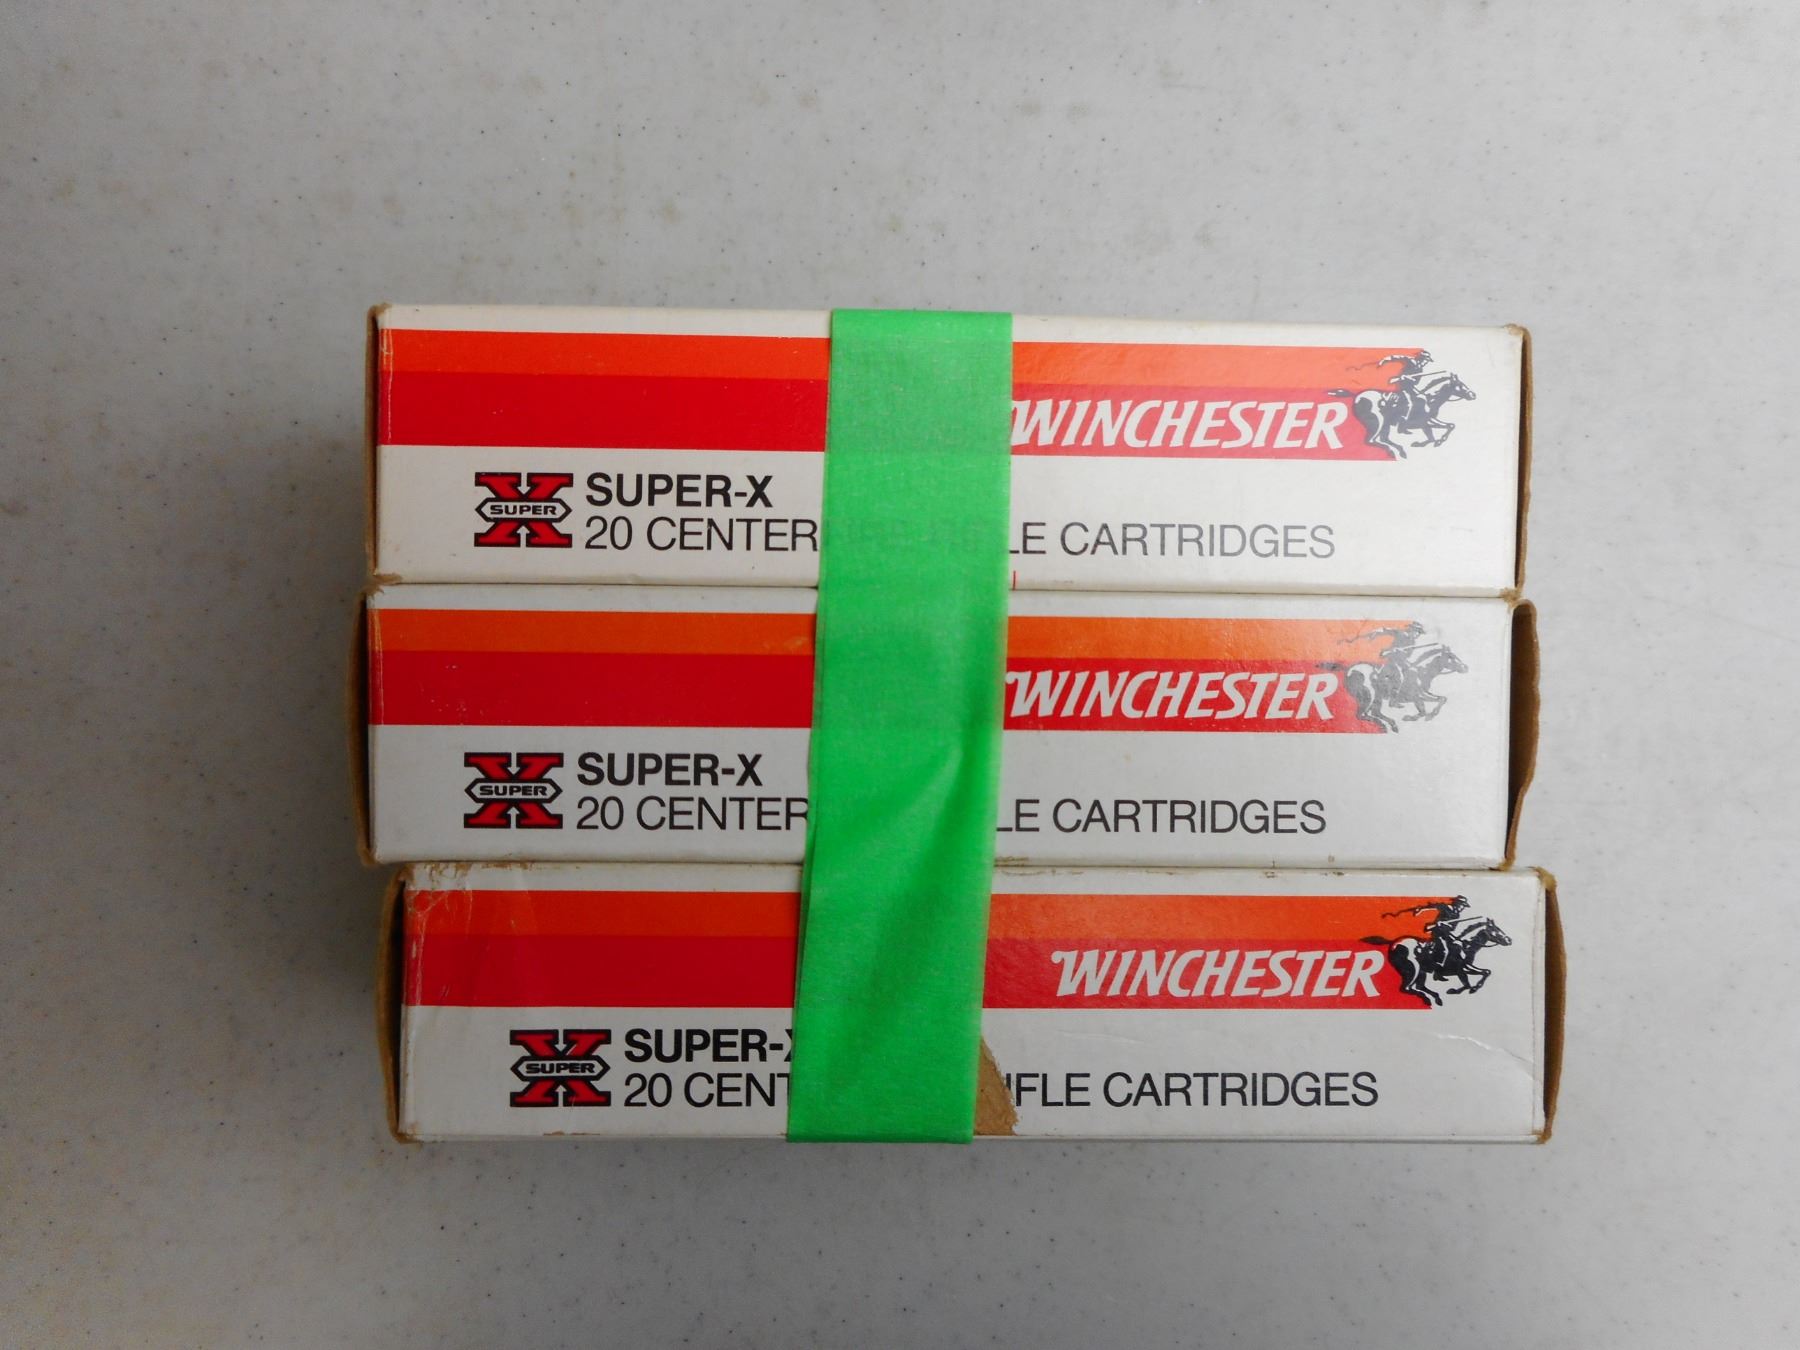 WINCHESTER
SUPER SUPER-X
20 CENTER LE CARTRIDGES
WINCHESTER
SUPER SUPER-X
20 CENTER LE CARTRIDGES
WINCHESTER
SUPER SUPER-X
20 CENT IFLE CARTRIDGES